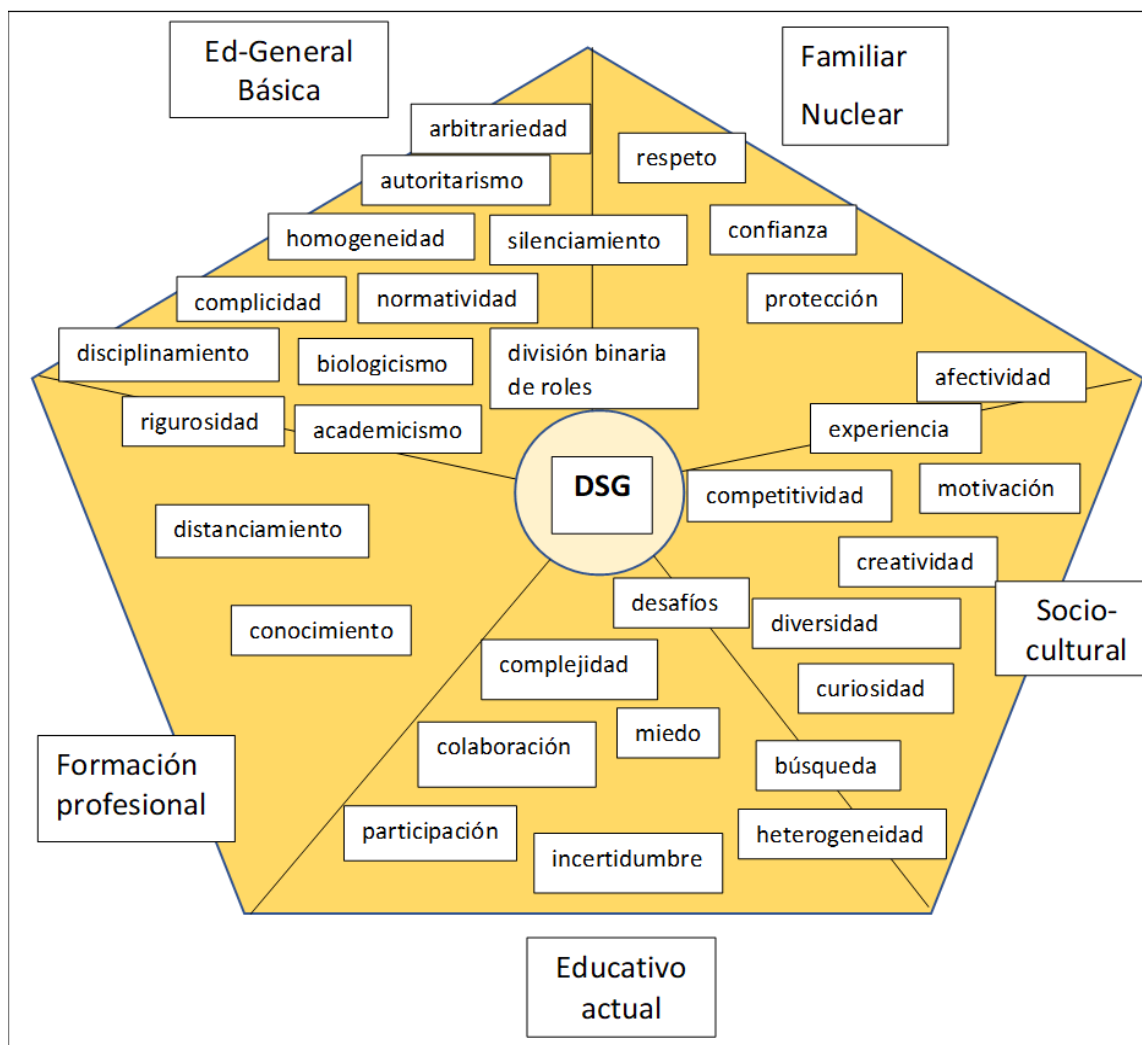 Ed-General
Básica
Familiar
Nuclear
arbitrariedad
respeto
autoritarismo
homogeneidad
silenciamiento
confianza
complicidad
normatividad
protección
disciplinamiento
biologicismo
división binaria
de roles
afectividad
rigurosidad
academicismo
experiencia
DSG
competitividad
motivación
distanciamiento
creatividad
desafíos
Socio-
cultural
diversidad
conocimiento
complejidad
curiosidad
colaboración
miedo
búsqueda
Formación
profesional
participación
incertidumbre
heterogeneidad
Educativo
actual